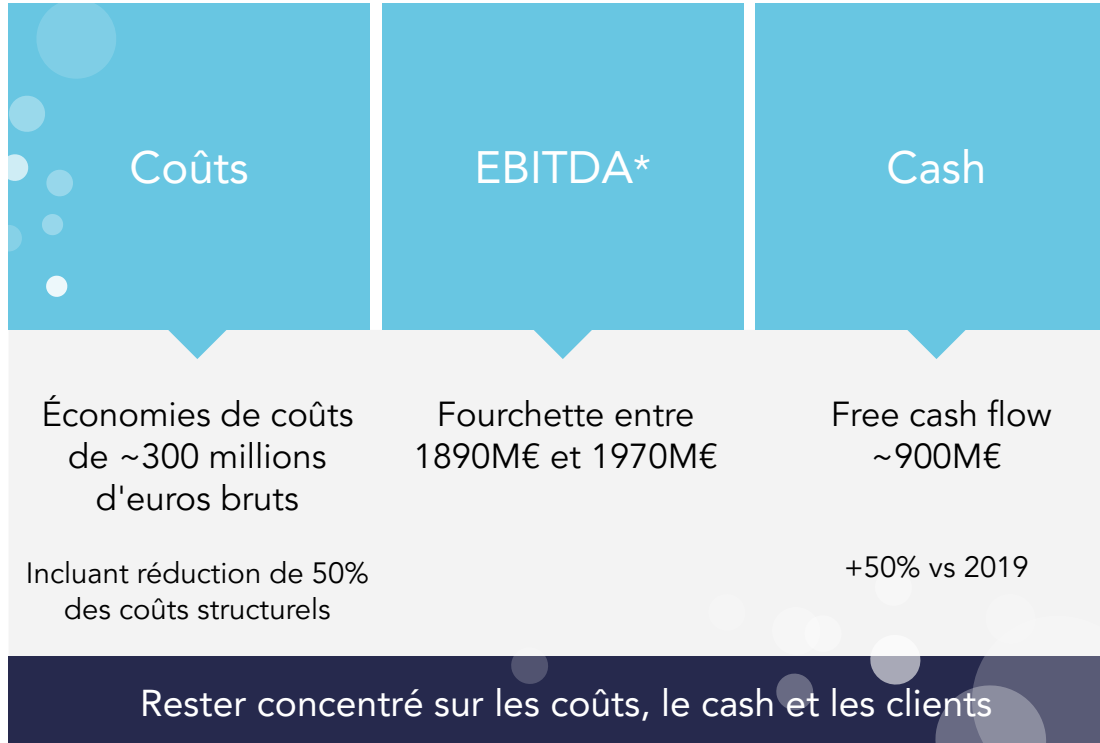 Coûts
EBITDA*
Cash
Économies de coûts
de ~300 millions
d'euros bruts
Incluant réduction de 50%
des coûts structurels
Fourchette entre
1890M€ et 1970M€
Free cash flow
~900M€
+50% vs 2019
Rester concentré sur les coûts, le cash et les clients